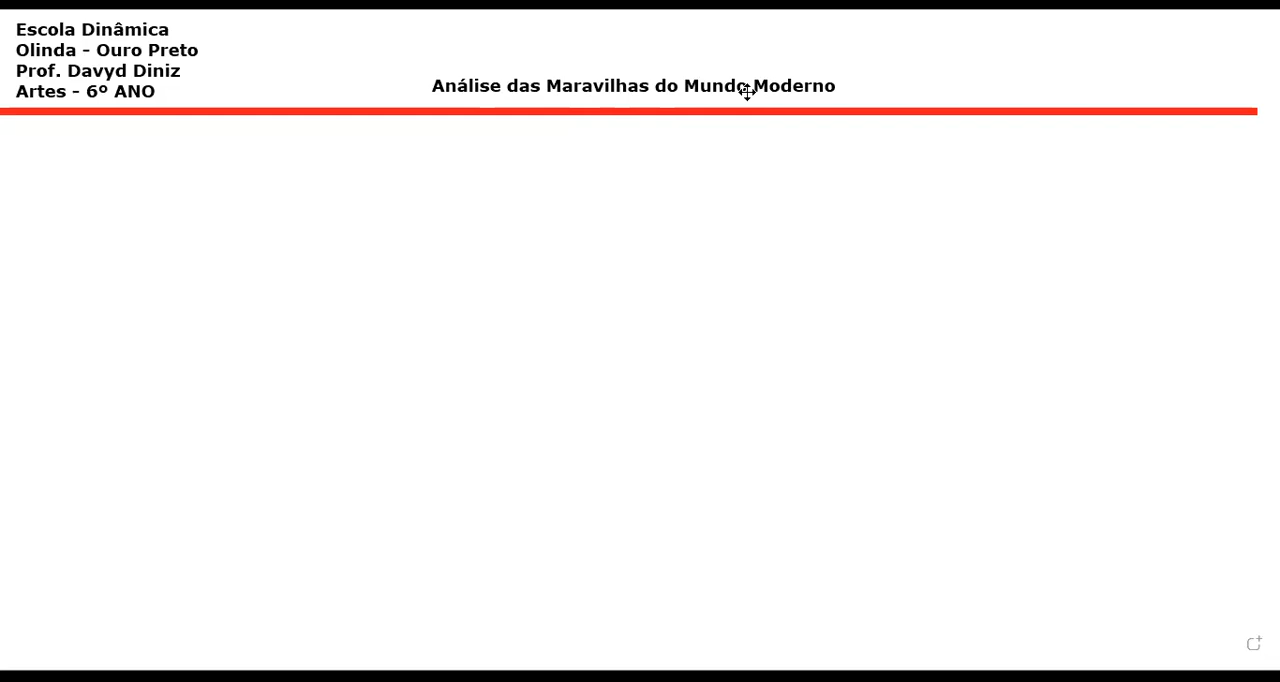 Escola Dinâmica
Olinda - Ouro Preto
Prof. Davyd Diniz
Artes - 6º ANO
Análise das Maravilhas do Mundo Moderno